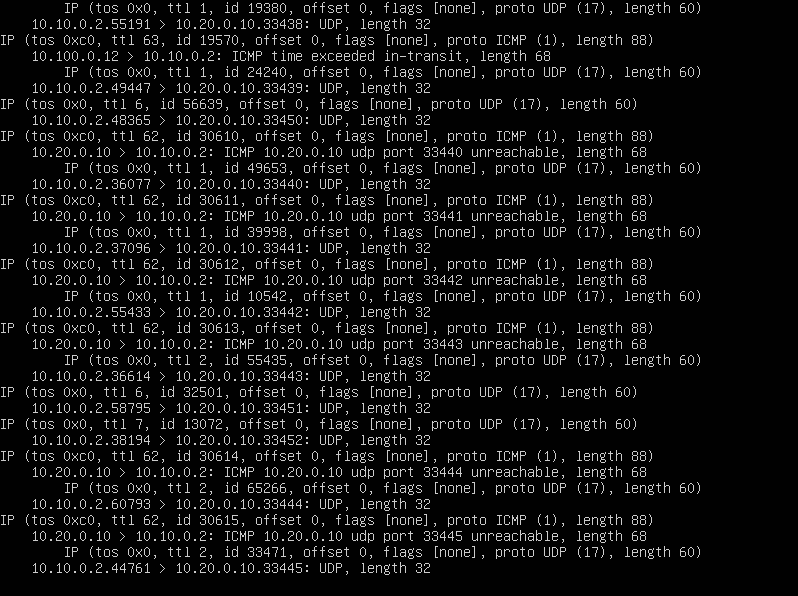 IP (tos 0x0, ttl 1, id 19380, offset 0, flags [none], proto UDP (17), length 60)
10.10.0.2.55191 > 10.20.0.10.33438: UDP, length 32
IP (tos 0xc0, ttl 63, id 19570, offset 0, flags [none], proto ICMP (1), length 88)
10.100.0.12 > 10.10.0.2: ICMP time exceeded in-transit, length 68
IP (tos 0x0, ttl 1, id 24240, offset 0, flags [none], proto UDP (17), length 60)
10.10.0.2.49447 > 10.20.0.10.33439: UDP, length 32
IP (tos 0x0, ttl 6, id 56639, offset 0, flags [none], proto UDP (17), length 60)
10.10.0.2.48365 > 10.20.0.10.33450: UDP, length 32
IP (tos 0xc0, ttl 62, id 30610, offset 0, flags [none], proto ICMP (1), length 88)
10.20.0.10 > 10.10.0.2: ICMP 10.20.0.10 udp port 33440 unreachable, length 68
IP (tos 0x0, ttl 1, id 49653, offset 0, flags [none], proto UDP (17), length 60)
10.10.0.2.36077 > 10.20.0.10.33440: UDP, length 32
IP (tos 0xc0, ttl 62, id 30611, offset 0, flags [none], proto ICMP (1), length 88)
10.20.0.10 > 10.10.0.2: ICMP 10.20.0.10 udp port 33441 unreachable, length 68
IP (tos 0x0, ttl 1, id 39998, offset 0, flags [none], proto UDP (17), length 60)
10.10.0.2.37096 > 10.20.0.10.33441: UDP, length 32
IP (tos 0xc0, ttl 62, id 30612, offset 0, flags [none], proto ICMP (1), length 88)
10.20.0.10 > 10.10.0.2: ICMP 10.20.0.10 udp port 33442 unreachable, length 68
IP (tos 0x0, ttl 1, id 10542, offset 0, flags [none], proto UDP (17), length 60)
10.10.0.2.55433 > 10.20.0.10.33442: UDP, length 32
IP (tos 0xc0, ttl 62, id 30613, offset 0, flags [none], proto ICMP (1), length 88)
10.20.0.10 > 10.10.0.2: ICMP 10.20.0.10 udp port 33443 unreachable, length 68
IP (tos 0x0, ttl 2, id 55435, offset 0, flags [none], proto UDP (17), length 60)
10.10.0.2.36614 > 10.20.0.10.33443: UDP, length 32
IP (tos 0x0, ttl 6, id 32501, offset 0, flags [none], proto UDP (17), length 60)
10.10.0.2.58795 > 10.20.0.10.33451: UDP, length 32
IP (tos 0x0, ttl 7, id 13072, offset 0, flags [none], proto UDP (17), length 60)
10.10.0.2.38194 > 10.20.0.10.33452: UDP, length 32
IP (tos 0xc0, ttl 62, id 30614, offset 0, flags [none], proto ICMP (1), length 88)
10.20.0.10 > 10.10.0.2: ICMP 10.20.0.10 udp port 33444 unreachable, length 68
IP (tos 0x0, ttl 2, id 65266, offset 0, flags [none], proto UDP (17), length 60)
10.10.0.2.60793 > 10.20.0.10.33444: UDP, length 32
IP (tos 0xc0, ttl 62, id 30615, offset 0, flags [none], proto ICMP (1), length 88)
10.20.0.10 > 10.10.0.2: ICMP 10.20.0.10 udp port 33445 unreachable, length 68
IP (tos 0x0, ttl 2, id 33471, offset 0, flags [none], proto UDP (17), length 60)
10.10.0.2.44761 > 10.20.0.10.33445: UDP, length 32